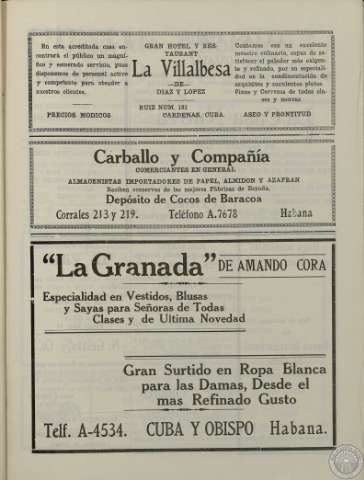 En esta acreditada casa en-
contrará el público un magnífi-
co y esmerado servicio, pues
disponemos de personal activo
y competente para atender a
nuestros clientes.
PRECIOS MODICOS
GRAN HOTEL Y RES-
TAURANT
La Villalbesa
—DE—
DIAZ Y LOPEZ
RUIZ NUM. 181
CARDENAS, CUBA
Contamos con un excelente
maestro culinario, capaz de sa-
tisfacer el paladar más exigen-
te y refinado, por su especiali-
dad en la condimentación de
exquisitos y suculentos platos.
Vinos y Cerveza de todas cla-
ses y marcas
ASEO Y PRONTITUD
Carballo y Compañía
COMERCIANTES EN GENERAL
ALMACENISTAS IMPORTADORES DE PAPEL, ALMIDON Y AZAFRAN
Reciben conservas de las mejores Fábricas de España.
Depósito de Cocos de Baracoa
Corrales 213 y 219. Teléfono A.7678 Habana
"La Granada" DE AMANDO CORA
Especialidad en Vestidos, Blusas
y Sayas para Señoras de Todas
Clases y de Ultima Novedad
Gran Surtido en Ropa Blanca
para las Damas, Desde el
mas Refinado Gusto
Telf. A-4534. CUBA Y OBISPO Habana.